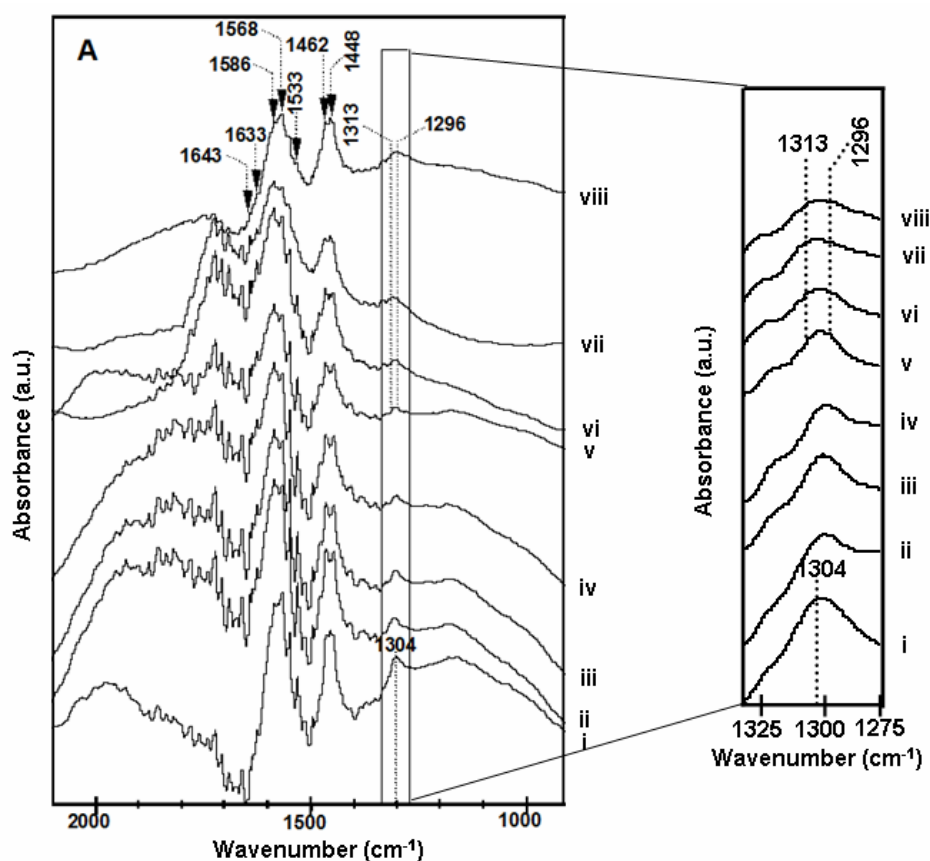 A
1568
1462
1448
1586
1533
1633
1313
1296
1643
viii
vii
vi
v
iv
iii
ii
i
1304
Absorbance (a.u.)
2000
1500
1000
Wavenumber (cm-1)
1313
1296
viii
vii
vi
v
iv
iii
ii
1304
i
Absorbance (a.u.)
1325
1300
1275
Wavenumber (cm-1)